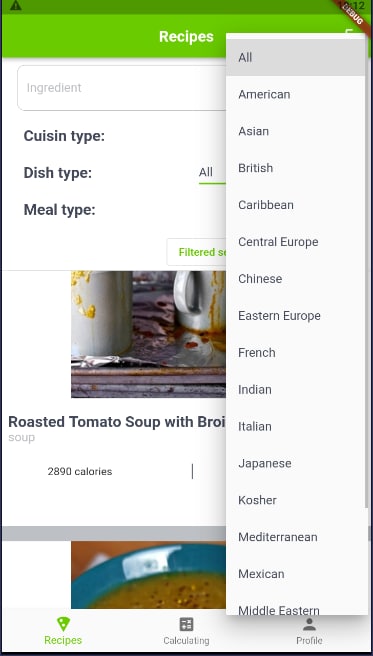 DEBUG
Recipes
Ingredient
Cuisin type:
Dish type:
All
Meal type:
Filtered
Roasted Tomato Soup with
soup
2890 calories
All
American
Asian
British
Caribbean
Central Europe
Chinese
Eastern Europe
French
Indian
Italian
Japanese
Kosher
Mediterranean
Mexican
Middle Eastern
Recipes
Calculating
Profile